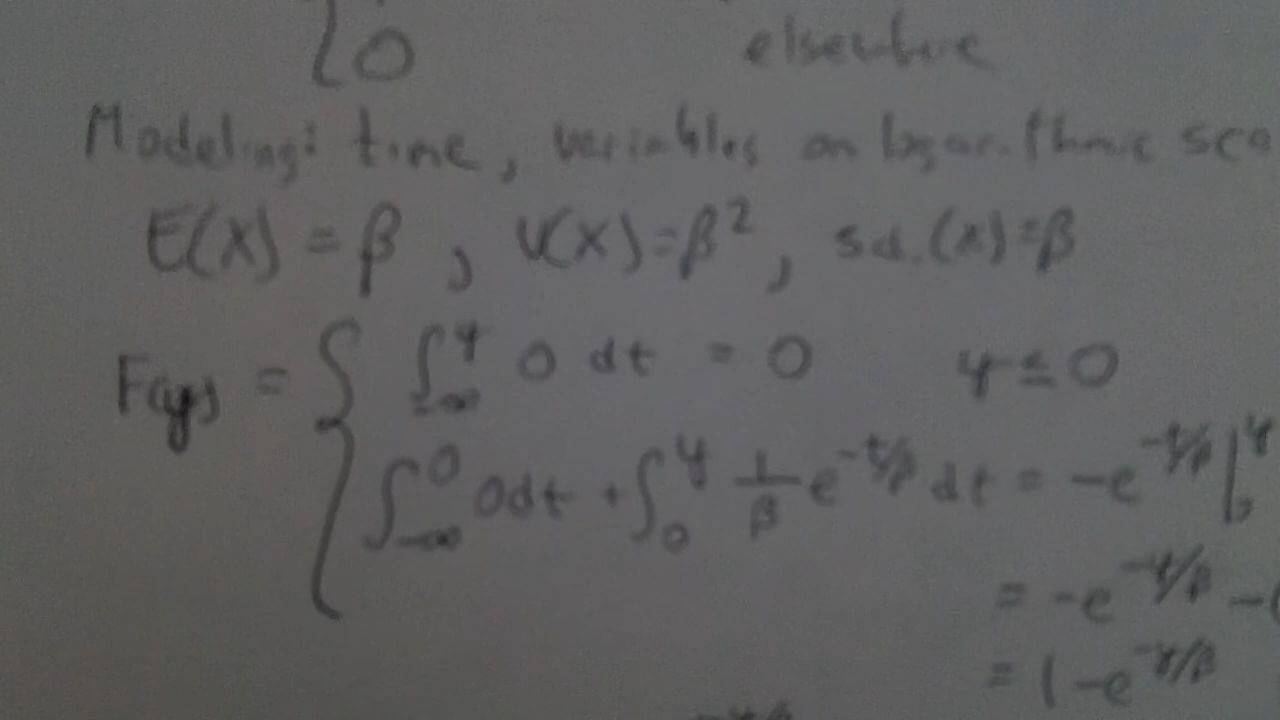 { 0 elsewhere
Modeling: time, variables on logarithmic sca
E(X) = β , V(X) = β², s.d.(x) = β
F(y) = { ∫_{-∞}^{y} 0 dt = 0 y ≤ 0
∫_{-∞}^{0} 0dt + ∫_{0}^{y} 1/β e^{-t/β} dt = -e^{-t/β} |_{0}^{y}
= -e^{-y/β} - (
= 1 - e^{-y/β}